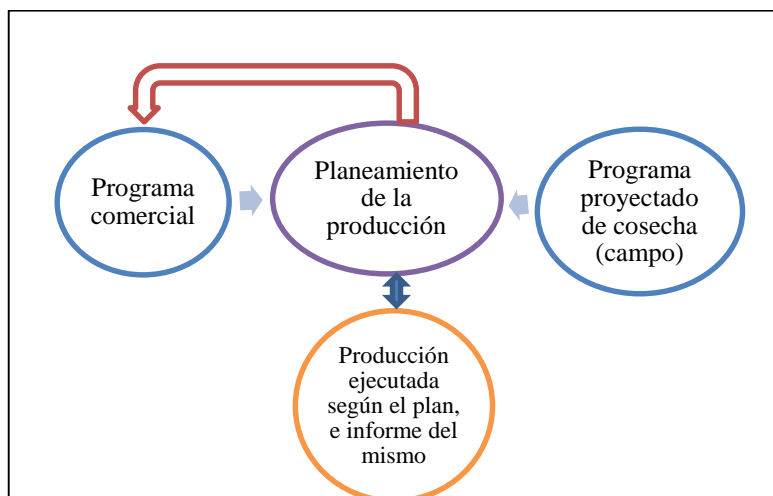 Programa
comercial
Planeamiento
de la
producción
Programa
proyectado
de cosecha
(campo)
Producción
ejecutada
según el plan,
e informe del
mismo